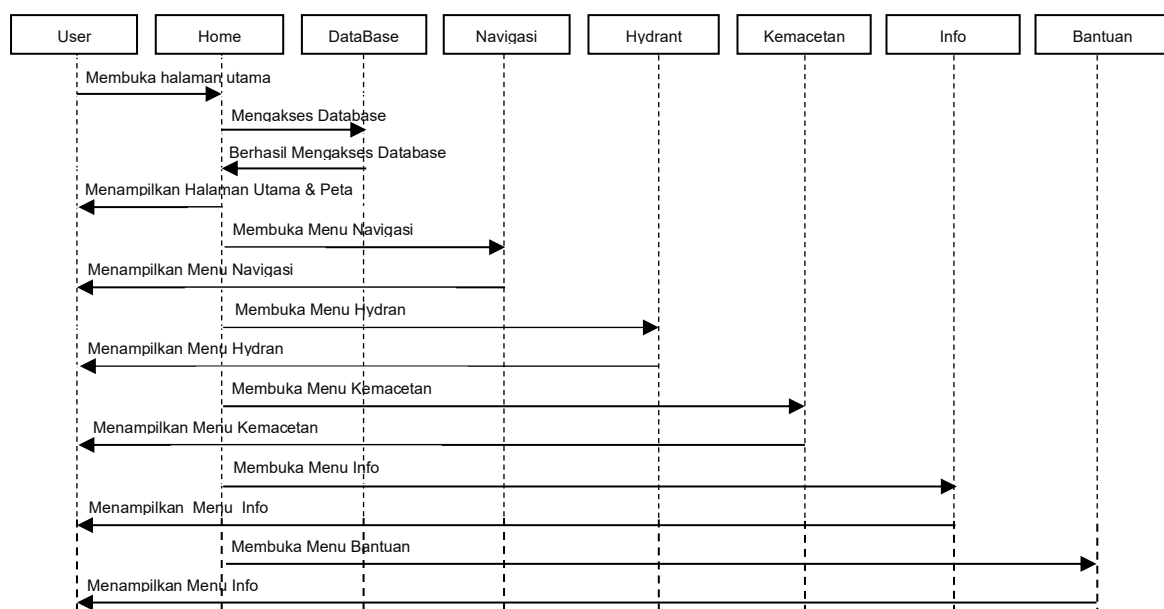 User
Home
DataBase
Navigasi
Hydrant
Kemacetan
Info
Bantuan
Membuka halaman utama
Mengakses Database
Berhasil Mengakses Database
Menampilkan Halaman Utama & Peta
Membuka Menu Navigasi
Menampilkan Menu Navigasi
Membuka Menu Hydran
Menampilkan Menu Hydran
Membuka Menu Kemacetan
Menampilkan Menu Kemacetan
Membuka Menu Info
Menampilkan  Menu  Info
Membuka Menu Bantuan
Menampilkan Menu Info